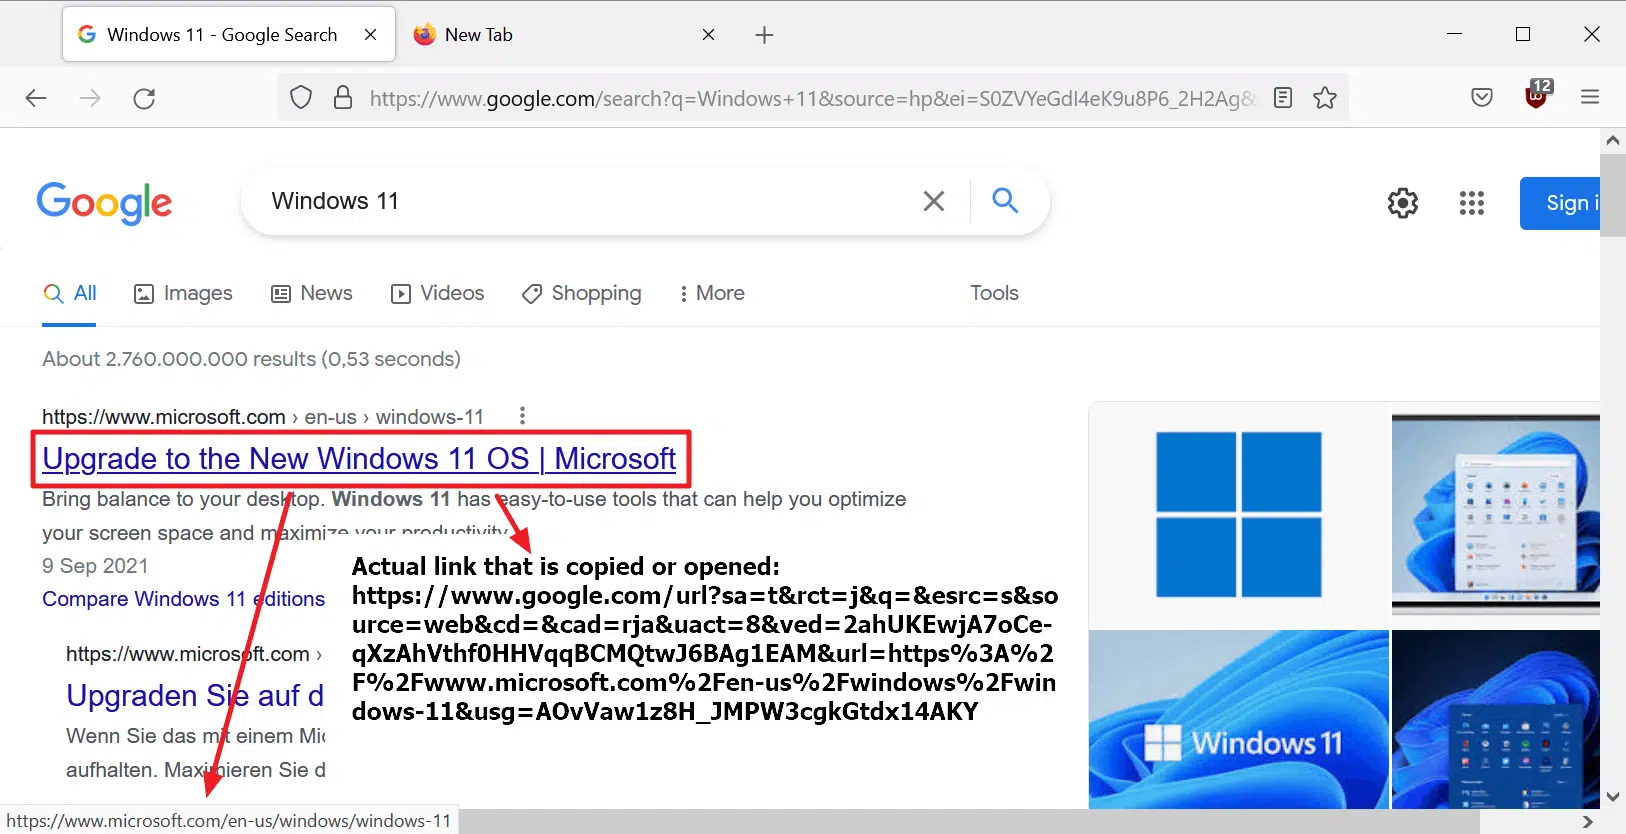 Windows 11 - Google Search
New Tab
https://www.google.com/search?q=Windows+11&source=hp&ei=S0ZVYeGdI4eK9u8P6_2H2Ag&
12
Google
Windows 11
Sign i
All
Images
News
Videos
Shopping
More
Tools
About 2.760.000.000 results (0,53 seconds)
https://www.microsoft.com › en-us › windows-11
Upgrade to the New Windows 11 OS | Microsoft
Bring balance to your desktop. Windows 11 has easy-to-use tools that can help you optimize
your screen space and maximize your productivity.
9 Sep 2021
Compare Windows 11 editions
Actual link that is copied or opened:
https://www.google.com/url?sa=t&rct=j&q=&esrc=s&so
urce=web&cd=&cad=rja&uact=8&ved=2ahUKEwjA7oCe-
qXzAhVthf0HHVqqBCMQtwJ6BAg1EAM&url=https%3A%2
F%2Fwww.microsoft.com%2Fen-us%2Fwindows%2Fwin
dows-11&usg=AOvVaw1z8H_JMPW3cgkGtdx14AKY
https://www.microsoft.com ›
Upgraden Sie auf d
Wenn Sie das mit einem Mic
aufhalten. Maximieren Sie d
Windows 11
https://www.microsoft.com/en-us/windows/windows-11